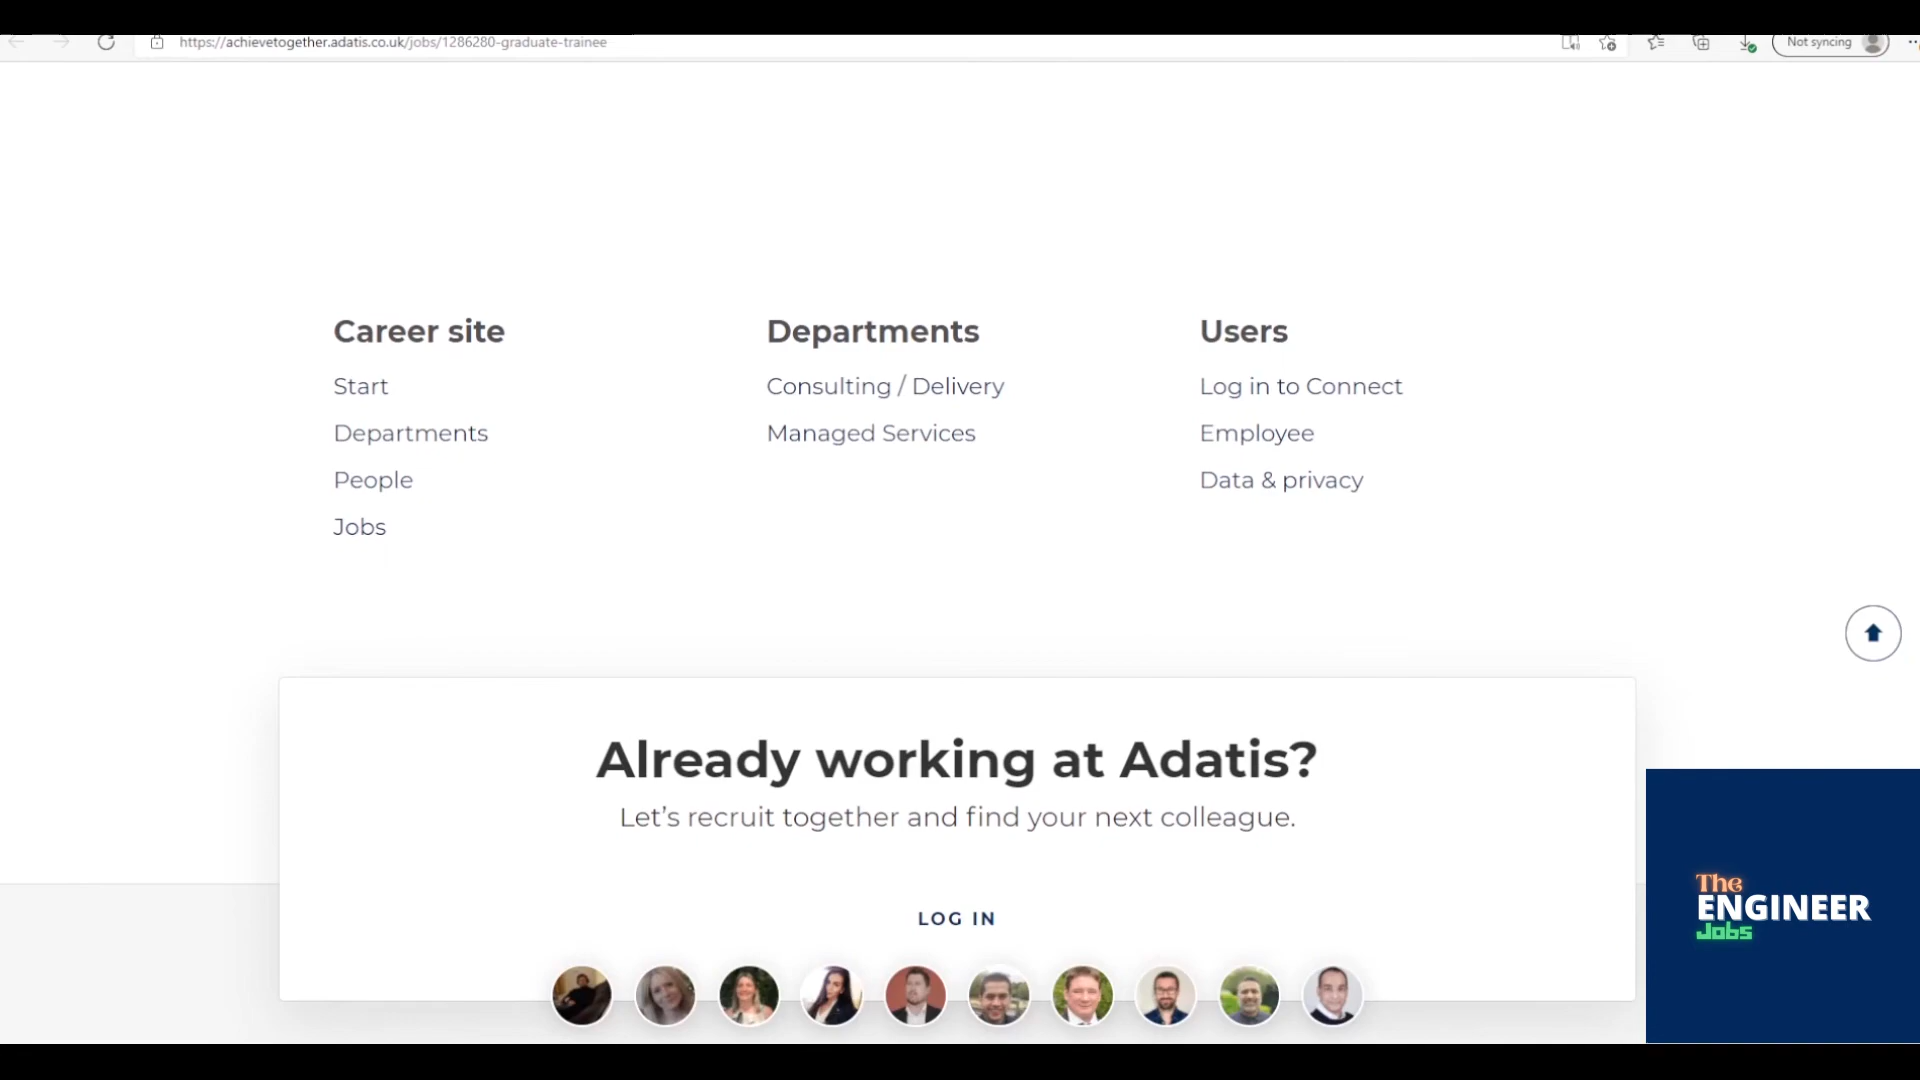 https://achievetogether.adatis.co.uk/jobs/1286280-graduate-trainee
Not syncing
Career site
Start
Departments
People
Jobs
Departments
Consulting / Delivery
Managed Services
Users
Log in to Connect
Employee
Data & privacy
Already working at Adatis?
Let’s recruit together and find your next colleague.
LOG IN
The
ENGINEER
Jobs